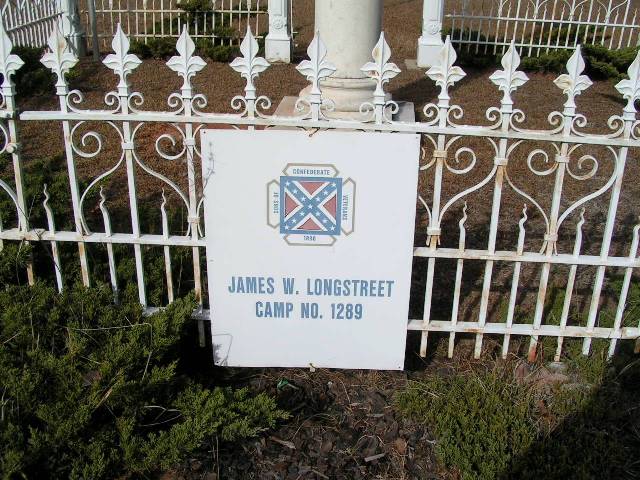 CONFEDERATE
SONS OF
VETERANS
1896
JAMES W. LONGSTREET
CAMP NO. 1289